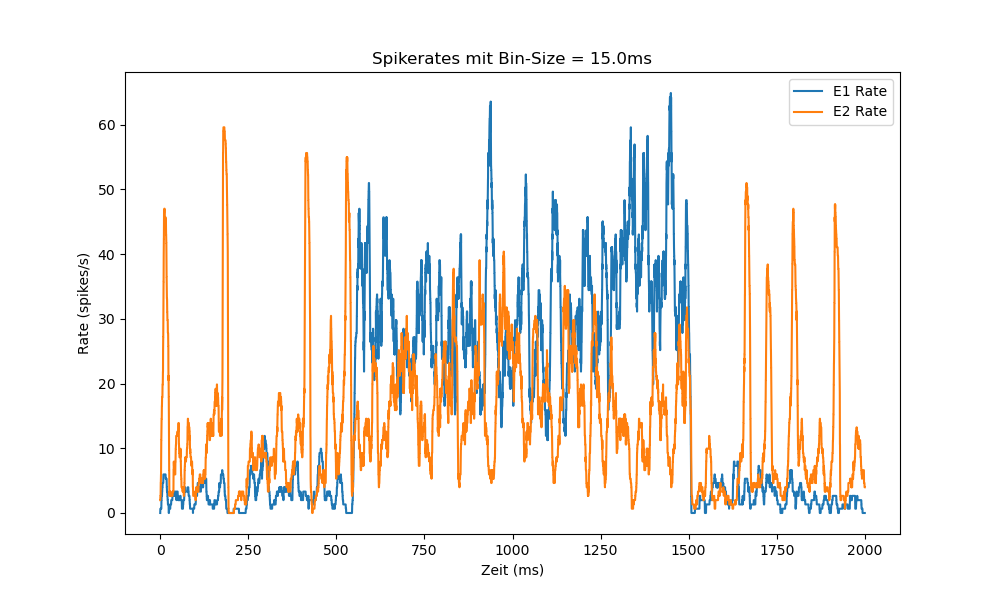 Spikerates mit Bin-Size = 15.0ms
E1 Rate
E2 Rate
Rate (spikes/s)
60
50
40
30
20
10
0
0 250 500 750 1000 1250 1500 1750 2000
Zeit (ms)